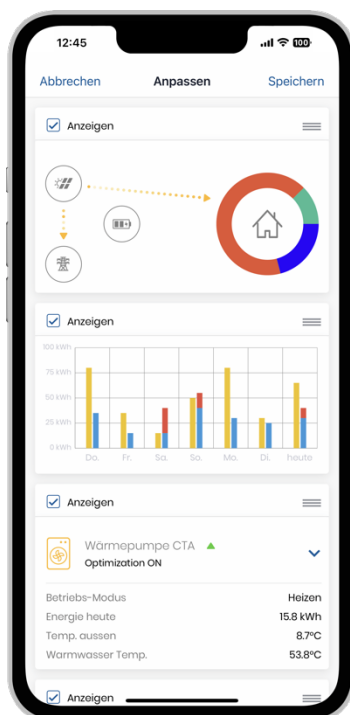 12:45 100
Abbrechen Anpassen Speichern
Anzeigen
Anzeigen
100 kWh
75 kWh
50 kWh
25 kWh
0 kWh
Do. Fr. Sa. So. Mo. Di. heute
Anzeigen
Wärmepumpe CTA
Optimization ON
Betriebs-Modus Heizen
Energie heute 15.8 kWh
Temp. aussen 8.7°C
Warmwasser Temp. 53.8°C
Anzeigen